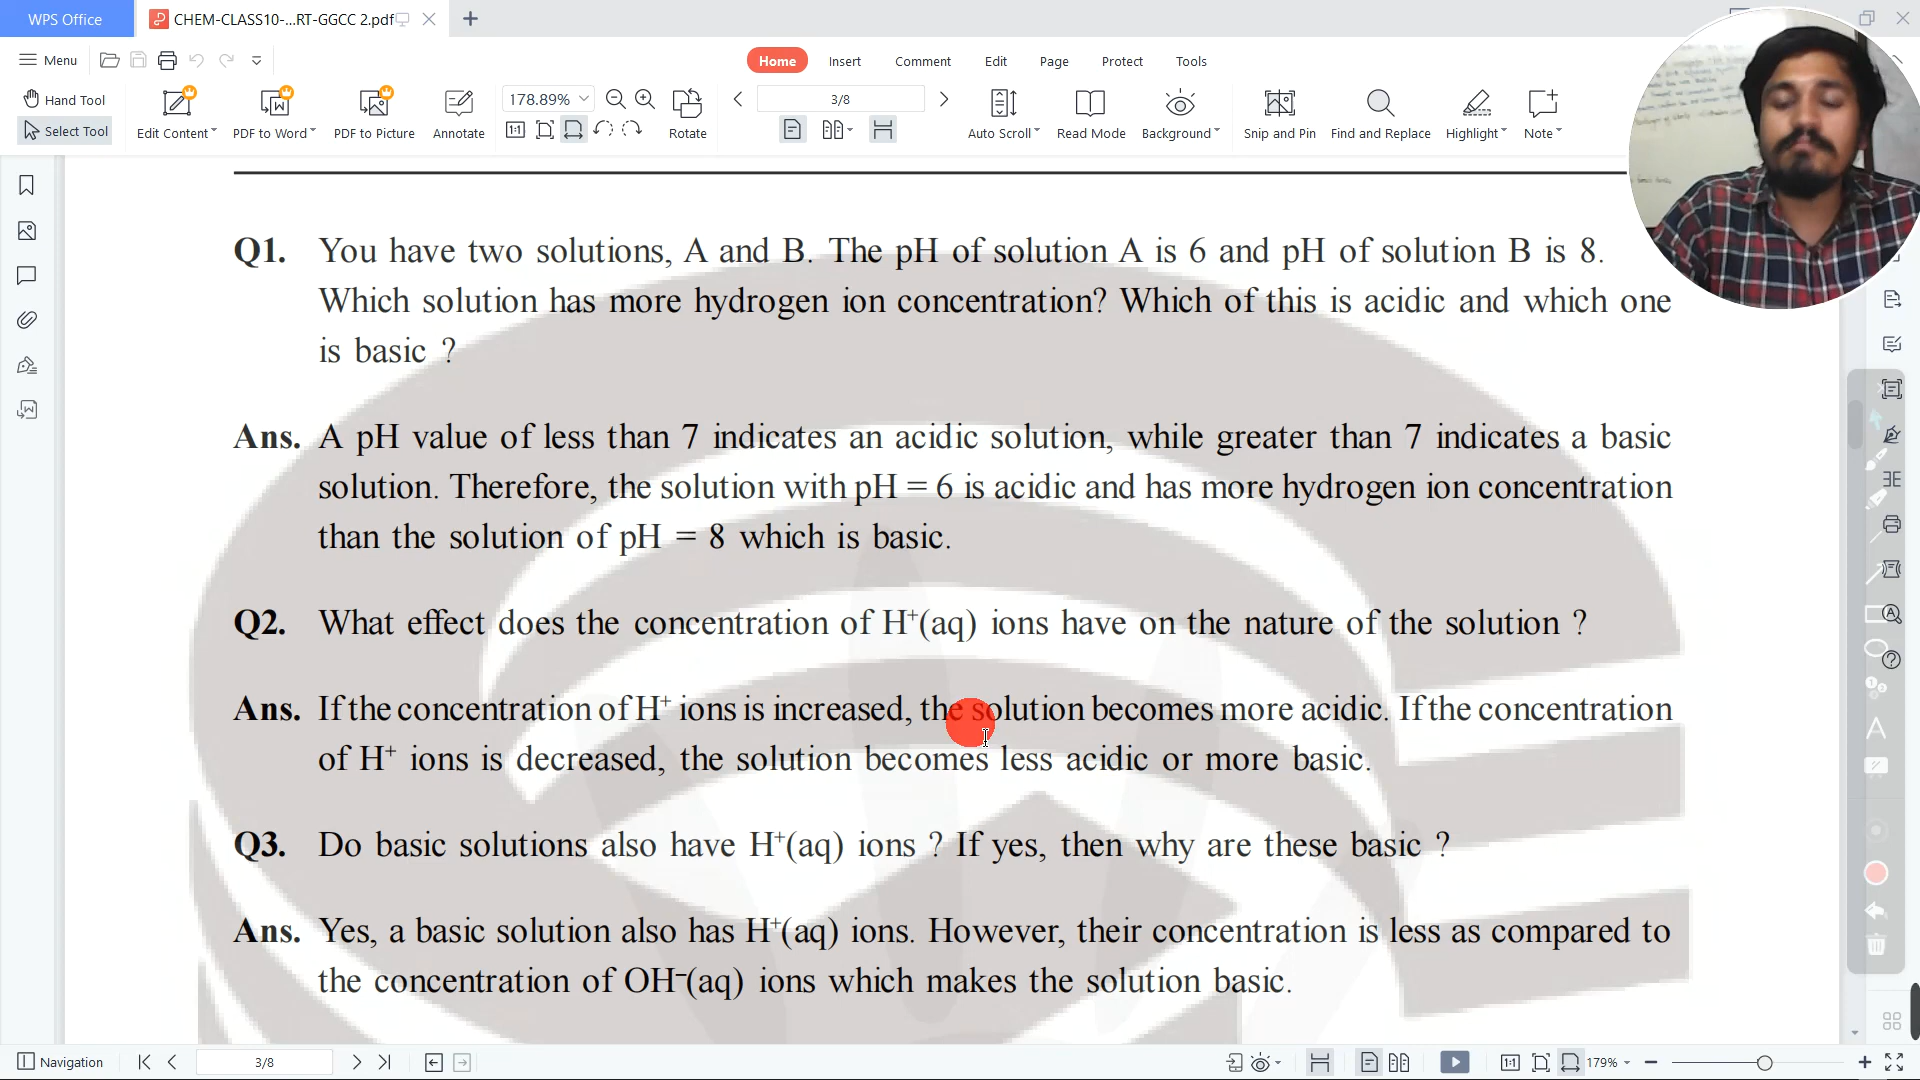 WPS Office
CHEM-CLASS10-...RT-GGCC 2.pdf
Menu
Home
Insert
Comment
Edit
Page
Protect
Tools
Hand Tool
Select Tool
Edit Content
PDF to Word
PDF to Picture
Annotate
178.89%
Rotate
3/8
Auto Scroll
Read Mode
Background
Snip and Pin
Find and Replace
Highlight
Note
Q1. You have two solutions, A and B. The pH of solution A is 6 and pH of solution B is 8.
Which solution has more hydrogen ion concentration? Which of this is acidic and which one
is basic ?
Ans. A pH value of less than 7 indicates an acidic solution, while greater than 7 indicates a basic
solution. Therefore, the solution with pH = 6 is acidic and has more hydrogen ion concentration
than the solution of pH = 8 which is basic.
Q2. What effect does the concentration of H⁺(aq) ions have on the nature of the solution ?
Ans. If the concentration of H⁺ ions is increased, the solution becomes more acidic. If the concentration
of H⁺ ions is decreased, the solution becomes less acidic or more basic.
Q3. Do basic solutions also have H⁺(aq) ions ? If yes, then why are these basic ?
Ans. Yes, a basic solution also has H⁺(aq) ions. However, their concentration is less as compared to
the concentration of OH⁻(aq) ions which makes the solution basic.
Navigation
3/8
179%